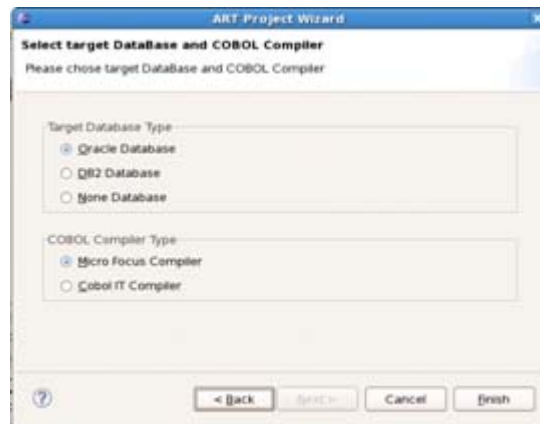 ART Project Wizard
Select target DataBase and COBOL Compiler
Please chose target DataBase and COBOL Compiler
Target Database Type
Oracle Database
DB2 Database
None Database
COBOL Compiler Type
Micro Focus Compiler
Cobol IT Compiler
?
< Back Next > Cancel Finish